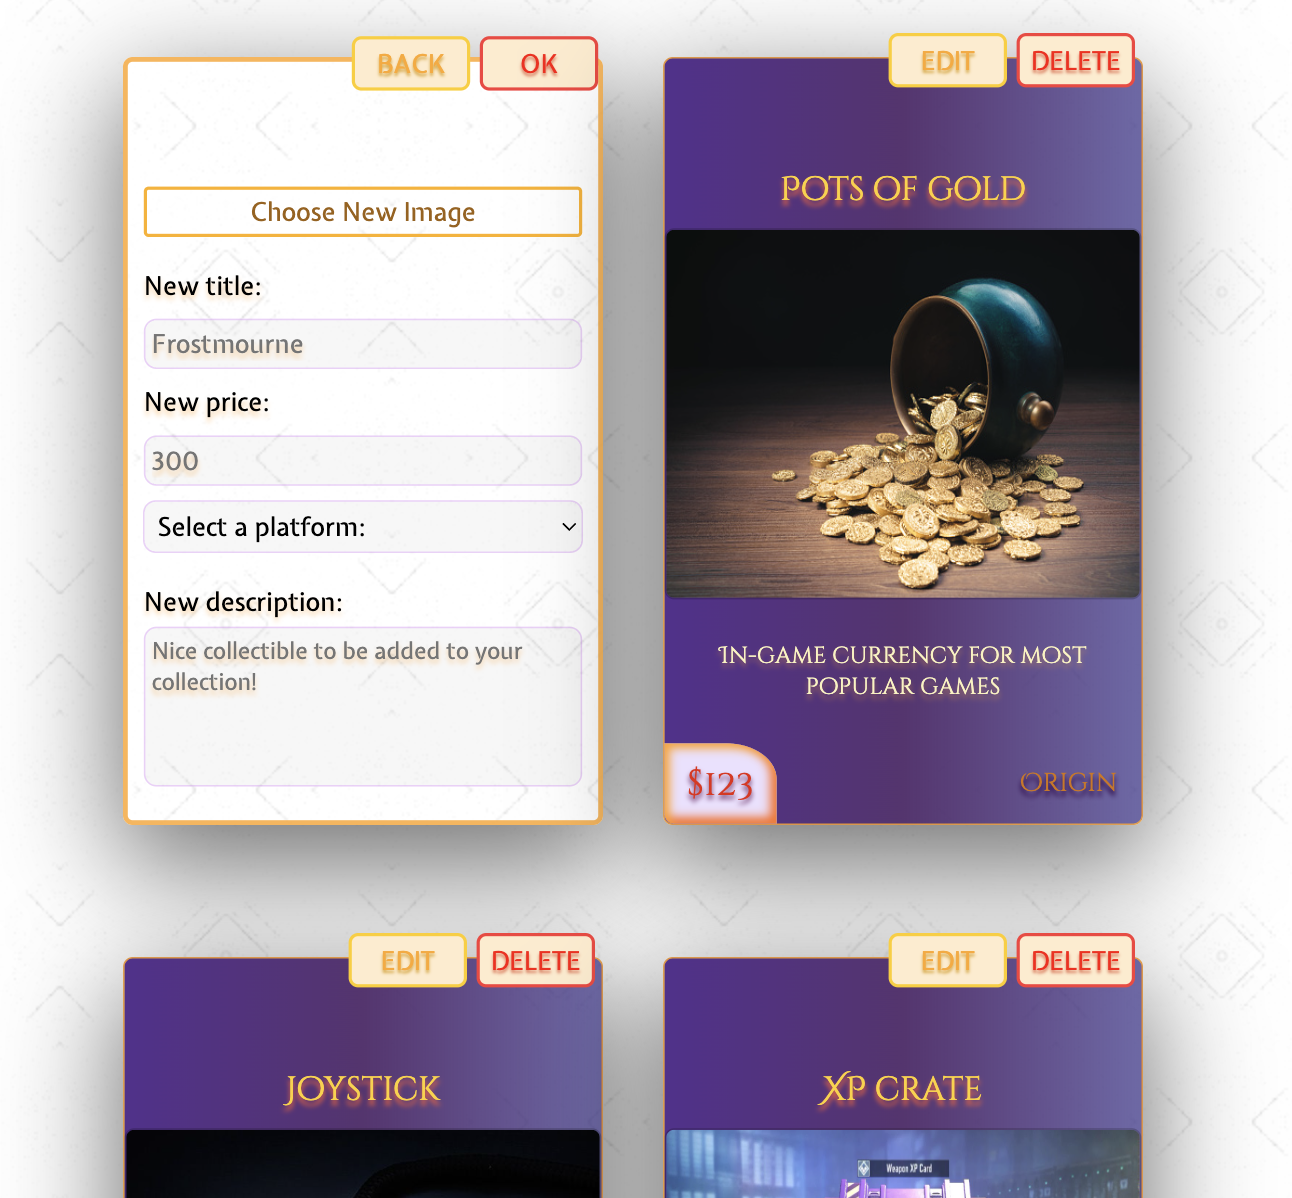 BACK
OK
Choose New Image
New title:
Frostmourne
New price:
300
Select a platform:
New description:
Nice collectible to be added to your
collection!
EDIT
DELETE
POTS OF GOLD
IN-GAME CURRENCY FOR MOST
POPULAR GAMES
$123
ORIGIN
EDIT
DELETE
JOYSTICK
EDIT
DELETE
XP CRATE
Weapon XP Card